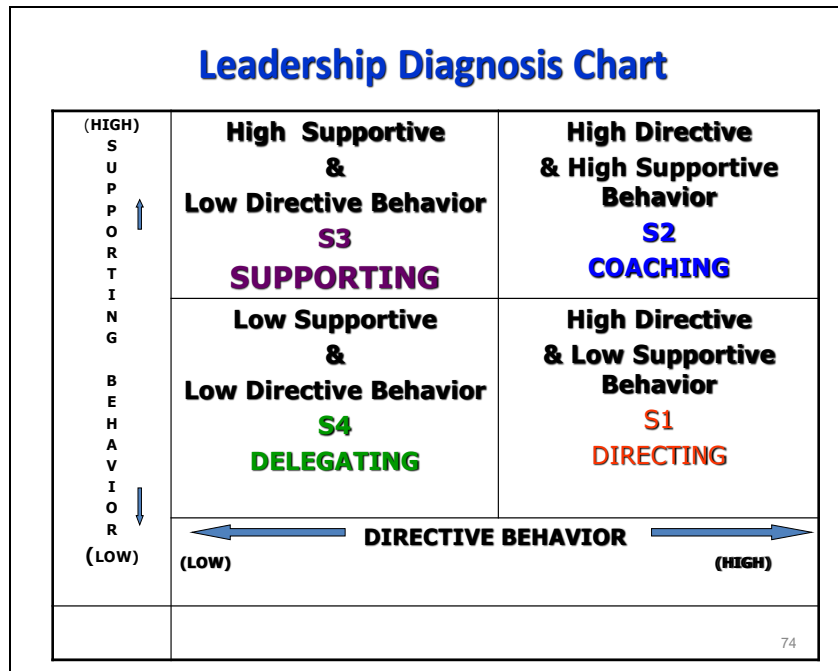 Leadership Diagnosis Chart
(HIGH)
SUPPORTING
BEHAVIOR
(LOW)
High Supportive
&
Low Directive Behavior
S3
SUPPORTING
High Directive
& High Supportive
Behavior
S2
COACHING
Low Supportive
&
Low Directive Behavior
S4
DELEGATING
High Directive
& Low Supportive
Behavior
S1
DIRECTING
DIRECTIVE BEHAVIOR
(LOW)
(HIGH)
74